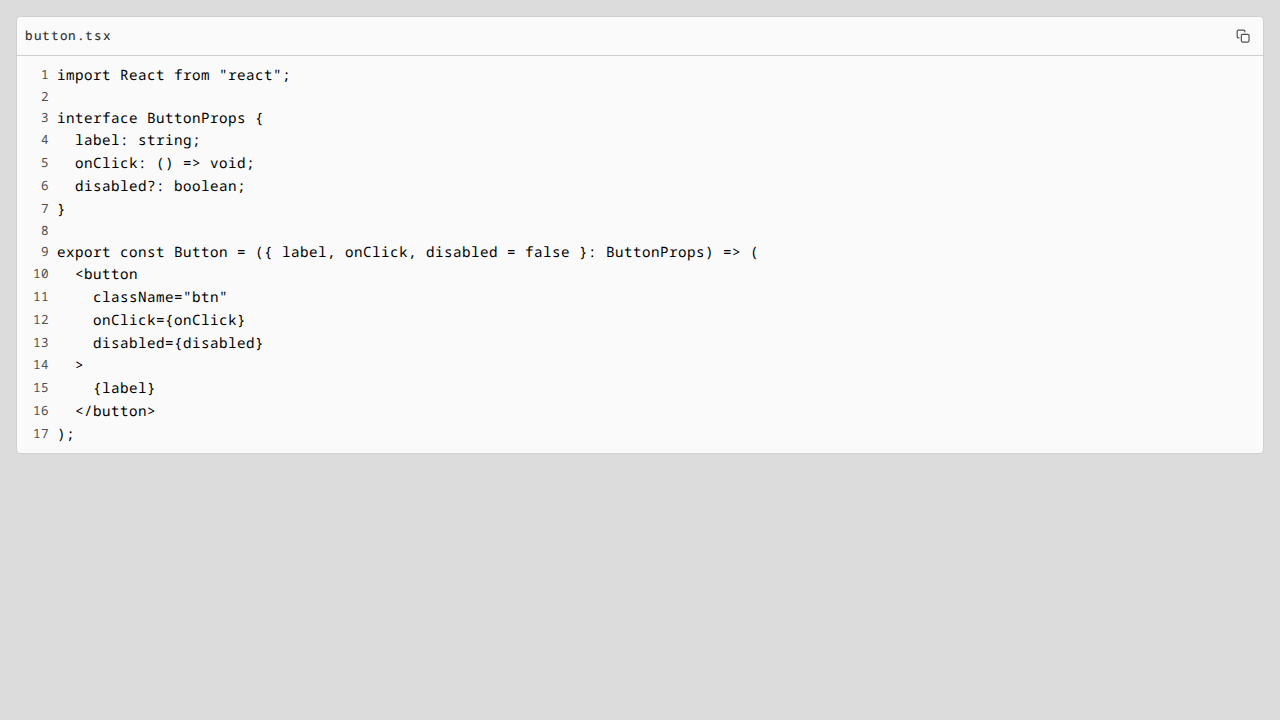 button.tsx
1 import React from "react";
2
3 interface ButtonProps {
4   label: string;
5   onClick: () => void;
6   disabled?: boolean;
7 }
8
9 export const Button = ({ label, onClick, disabled = false }: ButtonProps) => (
10   <button
11     className="btn"
12     onClick={onClick}
13     disabled={disabled}
14   >
15     {label}
16   </button>
17 );